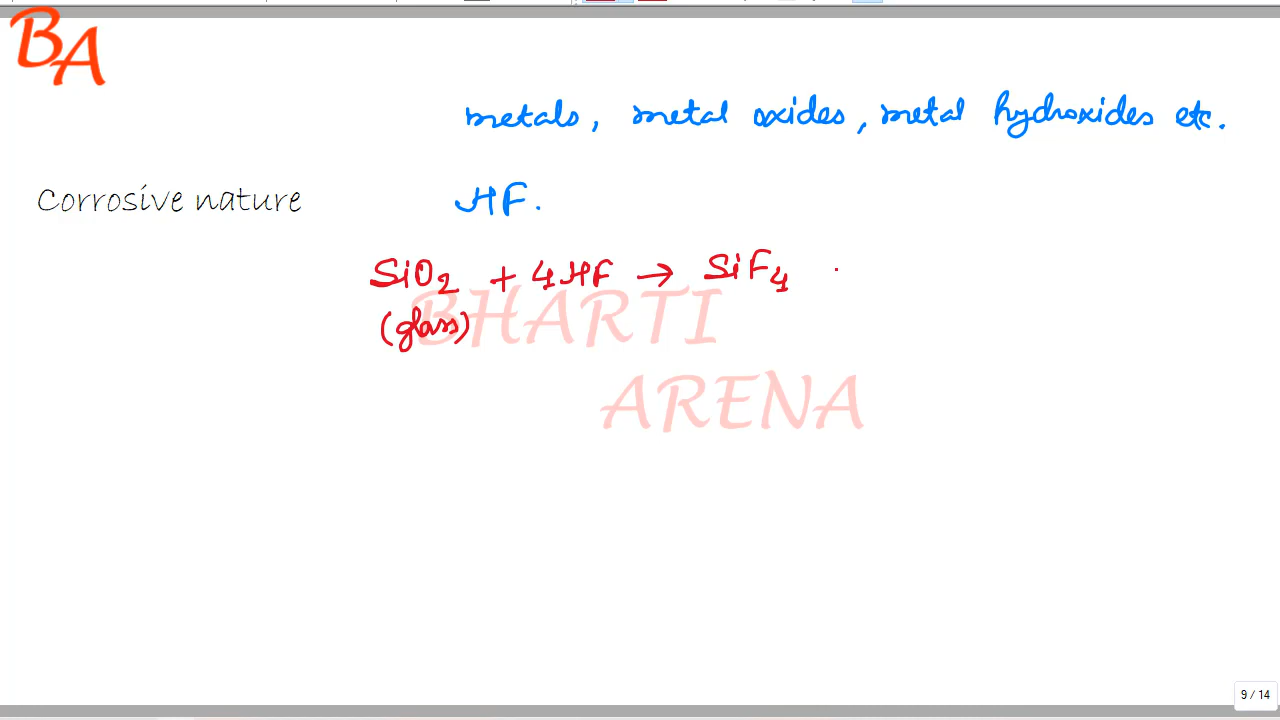 BA
metals, metal oxides, metal hydroxides etc.
Corrosive nature HF.
SiO2 + 4HF → SiF4
(glass)
BHARTI
ARENA
9 / 14